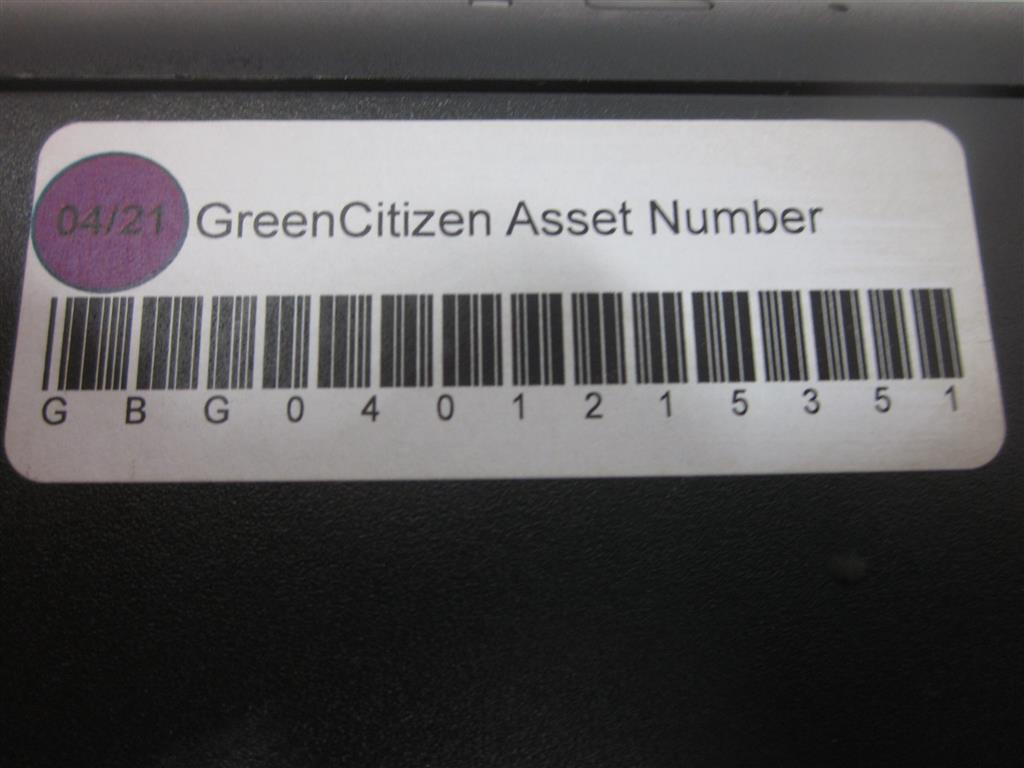 04/21 GreenCitizen Asset Number
G B G 0 4 0 1 2 1 5 3 5 1